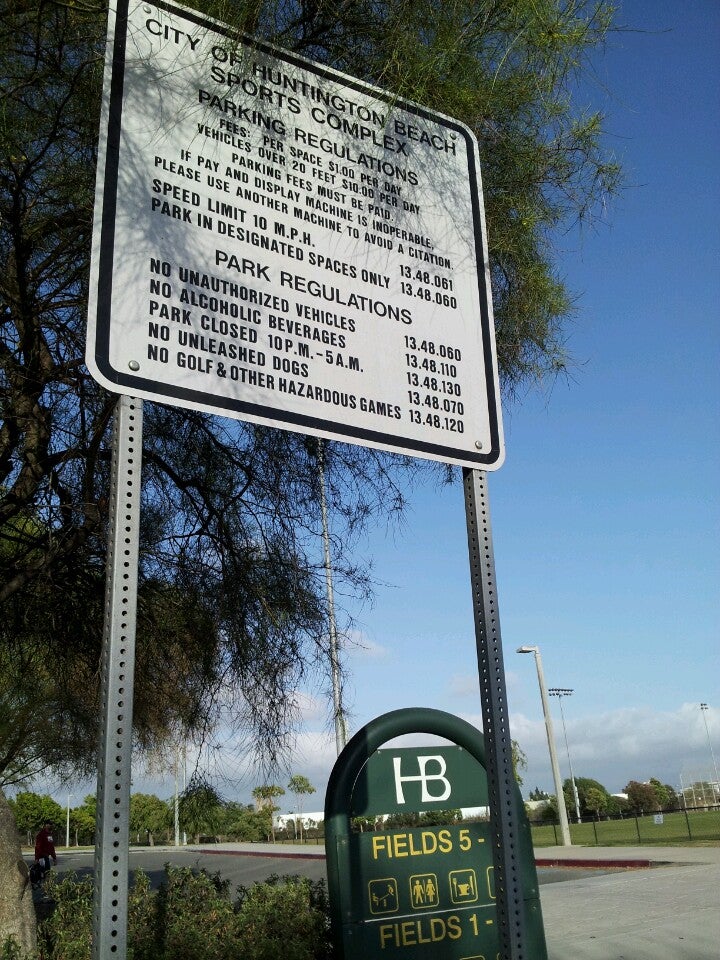 CITY OF HUNTINGTON BEACH
SPORTS COMPLEX
PARKING REGULATIONS
FEES: PER SPACE $1.00 PER DAY
VEHICLES OVER 20 FEET $10.00 PER DAY
PARKING FEES MUST BE PAID.
IF PAY AND DISPLAY MACHINE IS INOPERABLE,
PLEASE USE ANOTHER MACHINE TO AVOID A CITATION.
SPEED LIMIT 10 M.P.H. 13.48.061
PARK IN DESIGNATED SPACES ONLY 13.48.060
PARK REGULATIONS
NO UNAUTHORIZED VEHICLES 13.48.060
NO ALCOHOLIC BEVERAGES 13.48.110
PARK CLOSED 10P.M.-5A.M. 13.48.130
NO UNLEASHED DOGS 13.48.070
NO GOLF & OTHER HAZARDOUS GAMES 13.48.120
HB
FIELDS 5 -
FIELDS 1 -